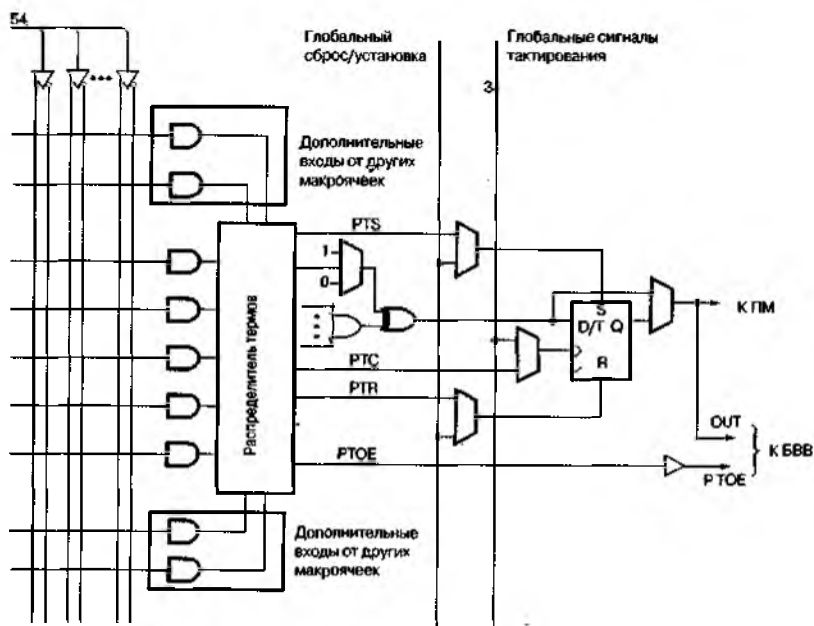 54
Глобальный
сброс/установка
Глобальные сигналы
тактирования
3
Дополнительные
входы от других
макроячеек
PTS
1
0
Распределитель термов
S
D/T Q
R
К ПМ
PTC
PTR
PTOE
OUT
PTOE
К БВВ
Дополнительные
входы от других
макроячеек